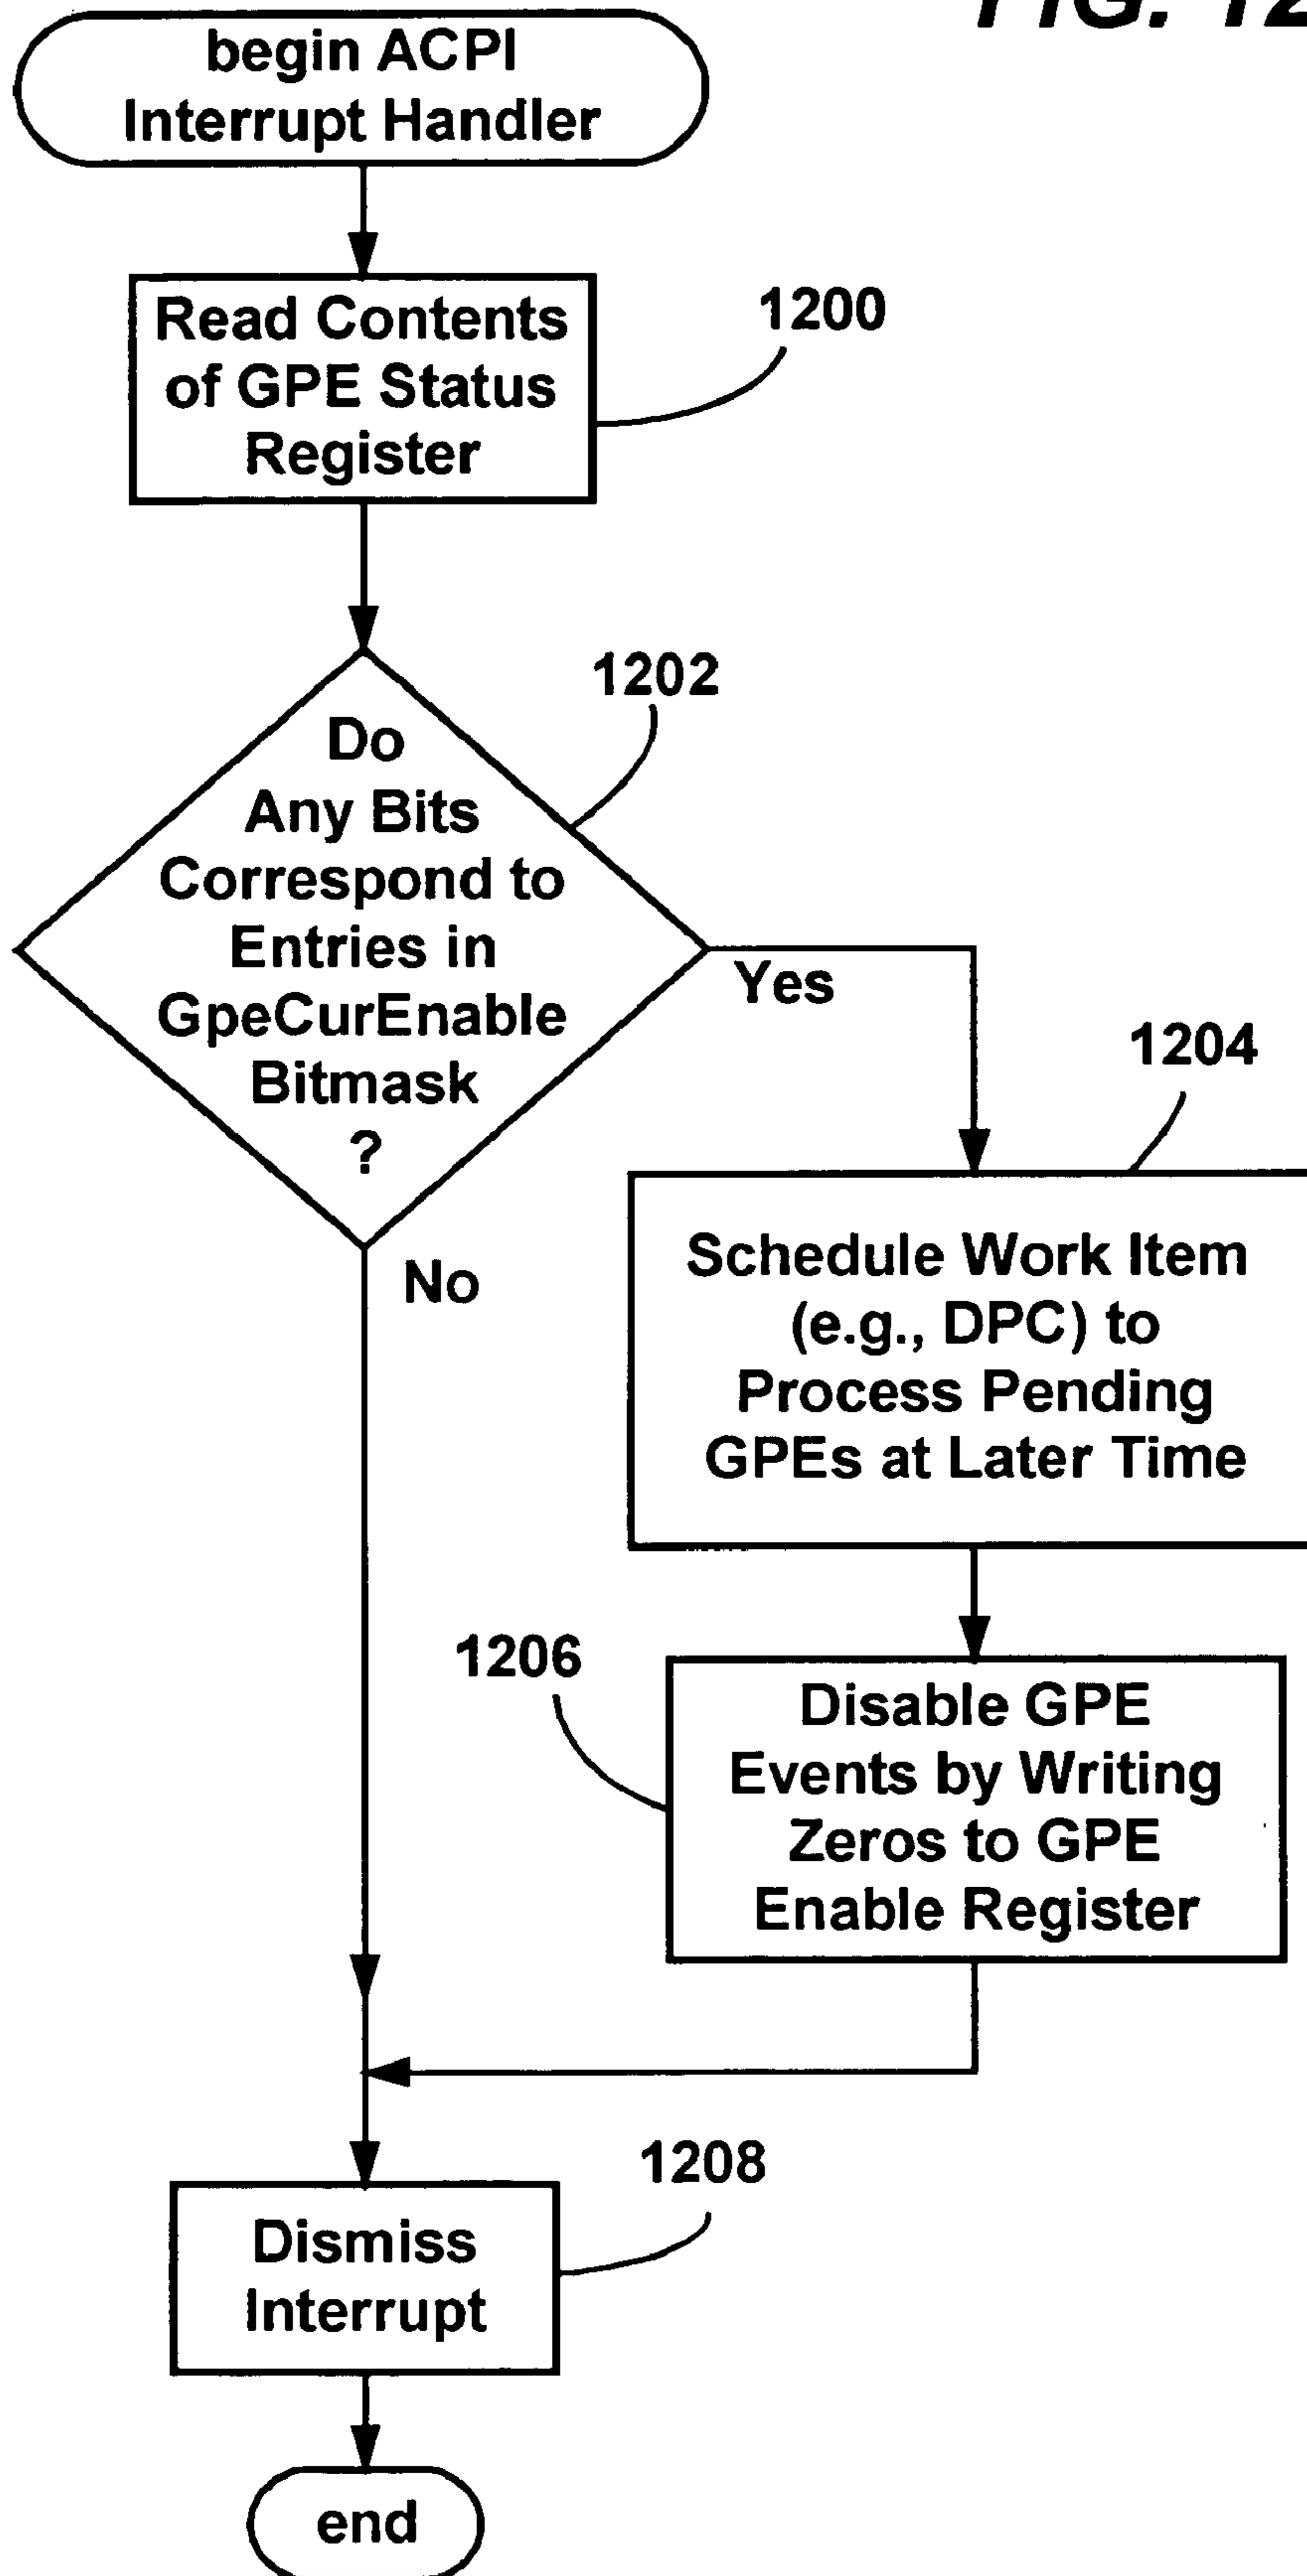 FIG. 12
begin ACPI
Interrupt Handler
Read Contents
of GPE Status
Register
1200
Do
Any Bits
Correspond to
Entries in
GpeCurEnable
Bitmask
?
1202
Yes
No
1204
Schedule Work Item
(e.g., DPC) to
Process Pending
GPEs at Later Time
1206
Disable GPE
Events by Writing
Zeros to GPE
Enable Register
1208
Dismiss
Interrupt
end